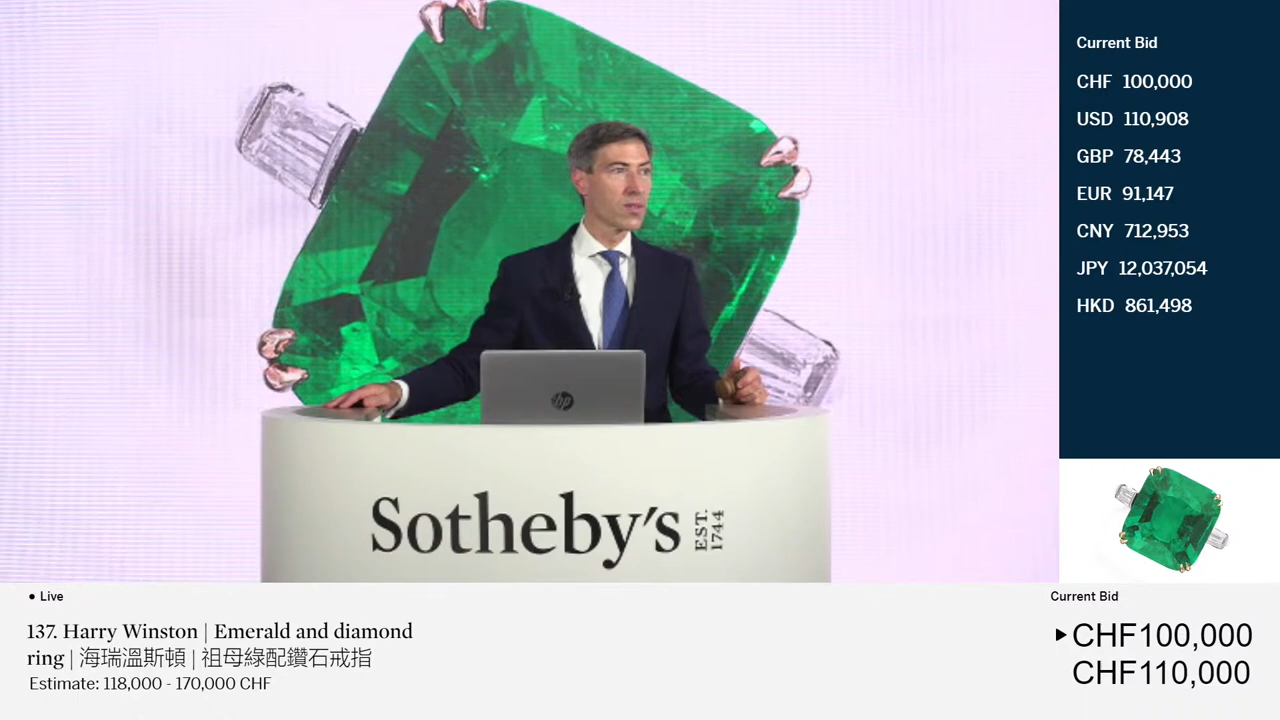 Current Bid
CHF 100,000
USD 110,908
GBP 78,443
EUR 91,147
CNY 712,953
JPY 12,037,054
HKD 861,498
hp
Sotheby's
EST.
1744
• Live
137. Harry Winston | Emerald and diamond
ring | 海瑞溫斯頓 | 祖母綠配鑽石戒指
Estimate: 118,000 - 170,000 CHF
Current Bid
CHF100,000
CHF110,000